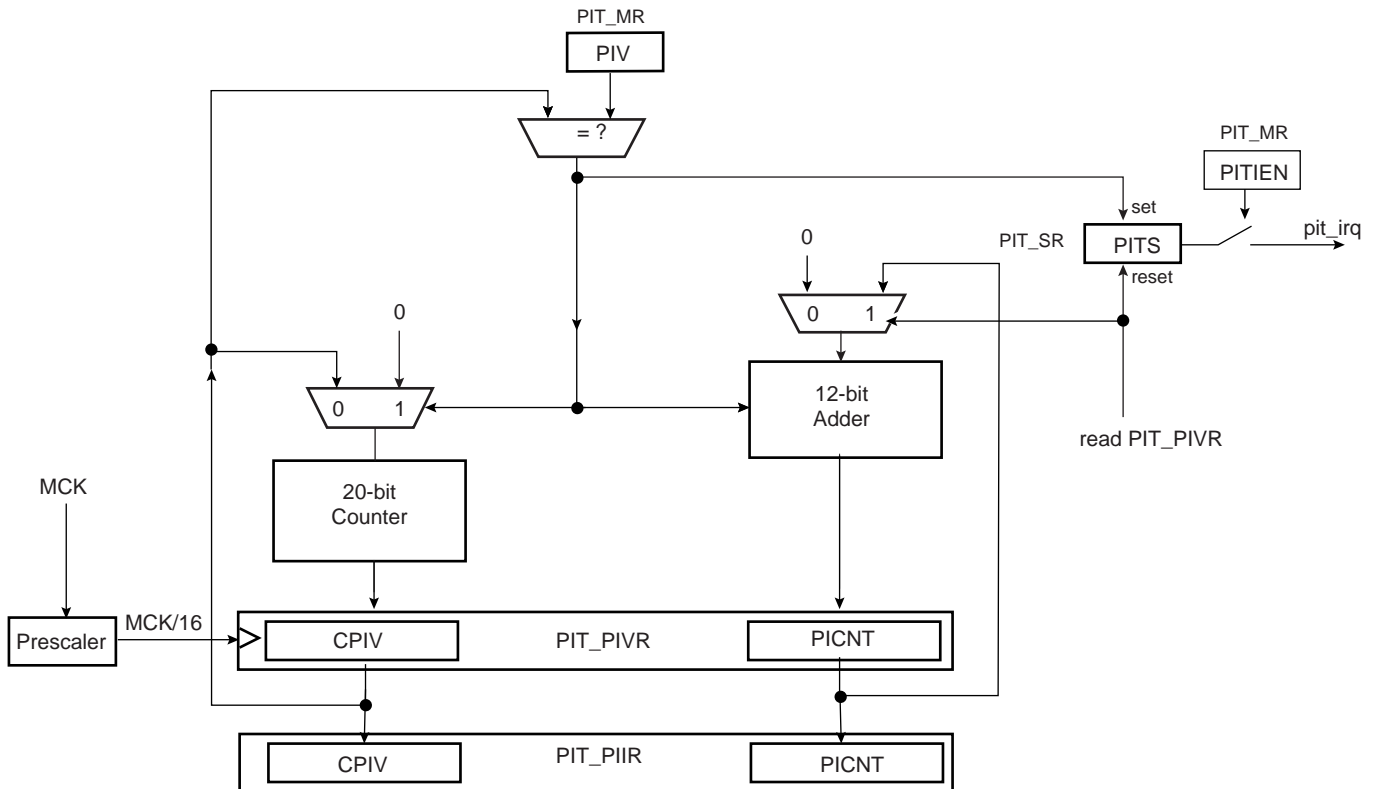 PIT_MR
PIV
= ?
PIT_MR
PITIEN
set
0
PIT_SR
PITS
pit_irq
reset
0
0 1
0 1
12-bit
Adder
read PIT_PIVR
MCK
20-bit
Counter
MCK/16
Prescaler
CPIV
PIT_PIVR
PICNT
CPIV
PIT_PIIR
PICNT